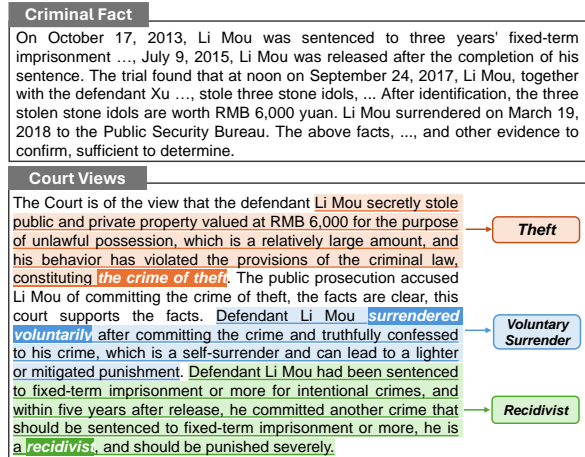 Criminal Fact
On October 17, 2013, Li Mou was sentenced to three years' fixed-term
imprisonment ..., July 9, 2015, Li Mou was released after the completion of his
sentence. The trial found that at noon on September 24, 2017, Li Mou, together
with the defendant Xu ..., stole three stone idols, ... After identification, the three
stolen stone idols are worth RMB 6,000 yuan. Li Mou surrendered on March 19,
2018 to the Public Security Bureau. The above facts, ..., and other evidence to
confirm, sufficient to determine.
Court Views
The Court is of the view that the defendant Li Mou secretly stole
public and private property valued at RMB 6,000 for the purpose
of unlawful possession, which is a relatively large amount, and
his behavior has violated the provisions of the criminal law,
constituting the crime of theft. The public prosecution accused
Li Mou of committing the crime of theft, the facts are clear, this
court supports the facts. Defendant Li Mou surrendered
voluntarily after committing the crime and truthfully confessed
to his crime, which is a self-surrender and can lead to a lighter
or mitigated punishment. Defendant Li Mou had been sentenced
to fixed-term imprisonment or more for intentional crimes, and
within five years after release, he committed another crime that
should be sentenced to fixed-term imprisonment or more, he is
a recidivist, and should be punished severely.
Theft
Voluntary
Surrender
Recidivist